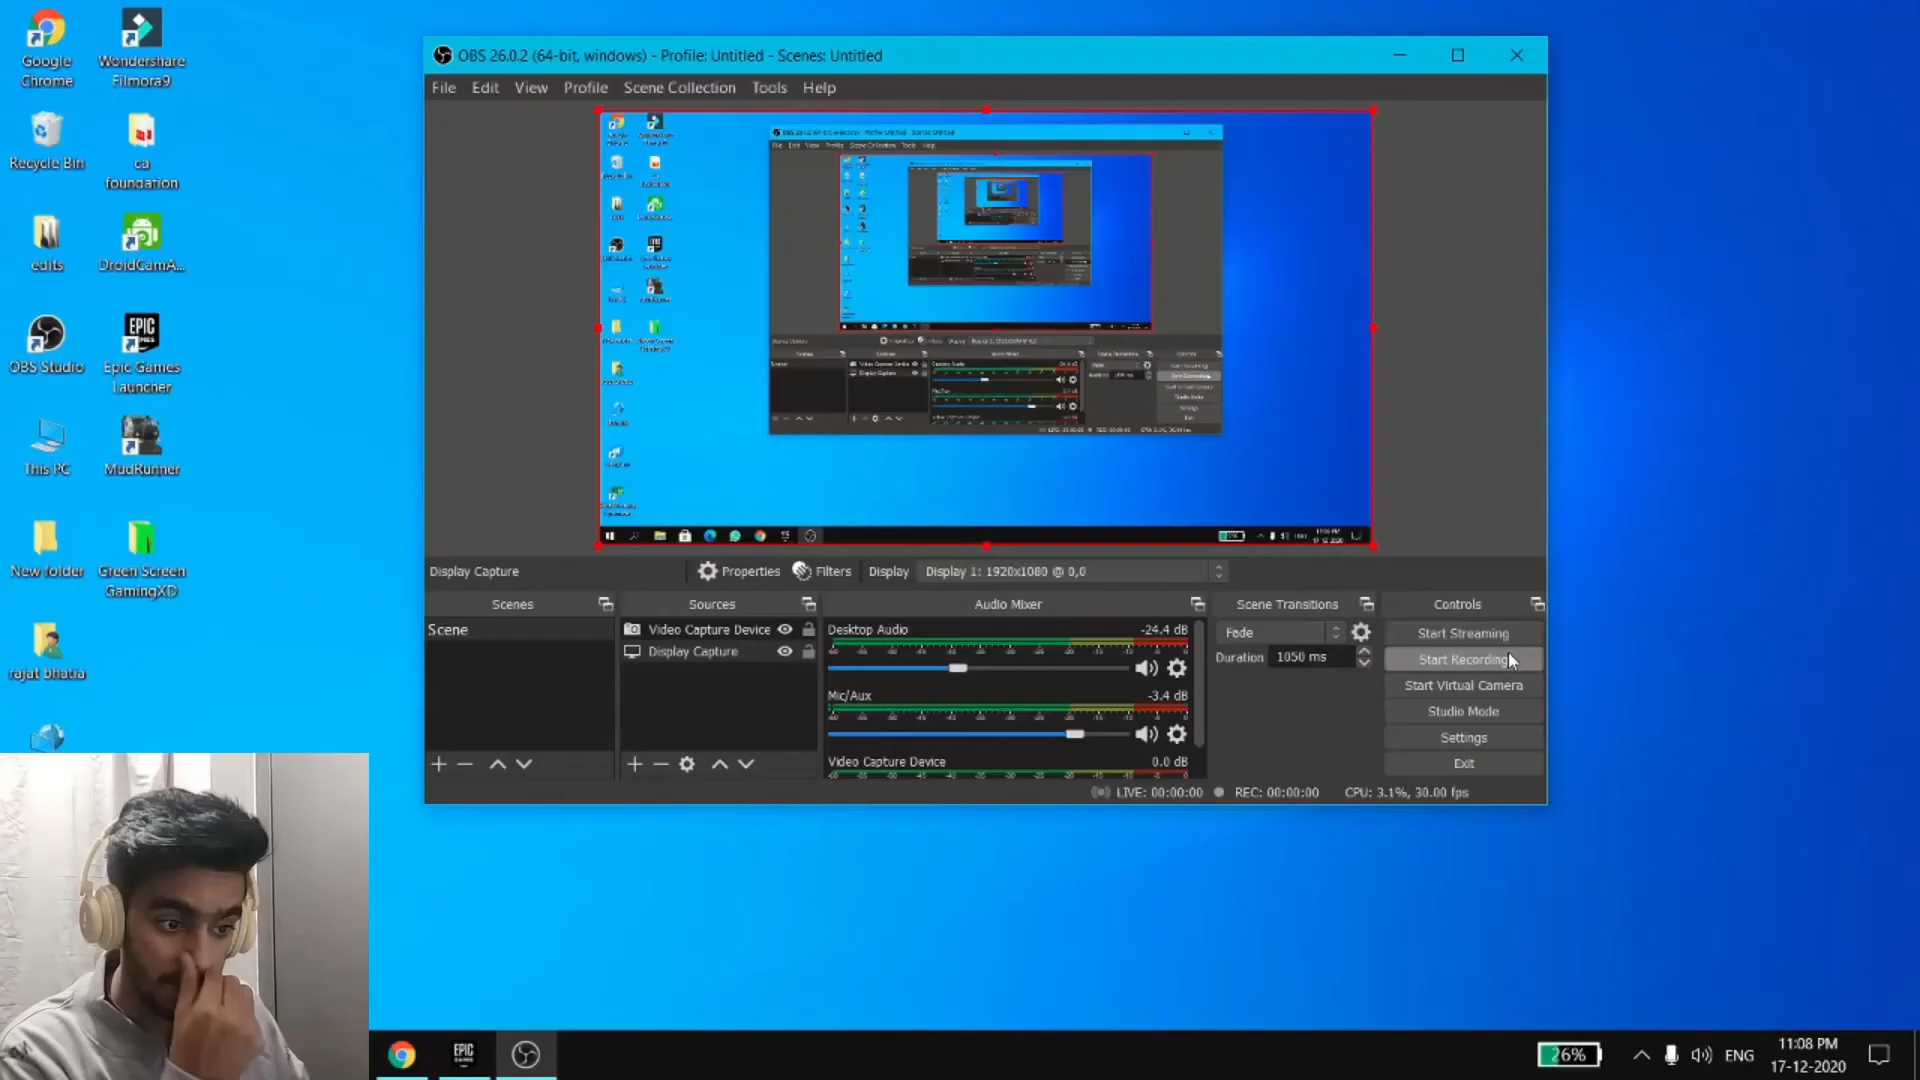 Google
Chrome
Wondershare
Filmora9
Recycle Bin
ca
foundation
edits
DroidCamA...
OBS Studio
EPIC
GAMES
Epic Games
Launcher
This PC
MudRunner
New folder
Green Screen
GamingXD
rajat bhatia
OBS 26.0.2 (64-bit, windows) - Profile: Untitled - Scenes: Untitled
File Edit View Profile Scene Collection Tools Help
Display Capture Properties Filters Display Display 1: 1920x1080 @ 0,0
Scenes Sources Audio Mixer Scene Transitions Controls
Scene
Video Capture Device
Display Capture
Desktop Audio -24.4 dB
Mic/Aux -3.4 dB
Video Capture Device 0.0 dB
Fade
Duration 1050 ms
Start Streaming
Start Recording
Start Virtual Camera
Studio Mode
Settings
Exit
LIVE: 00:00:00 REC: 00:00:00 CPU: 3.1%, 30.00 fps
EPIC
GAMES
26%
ENG
11:08 PM
17-12-2020